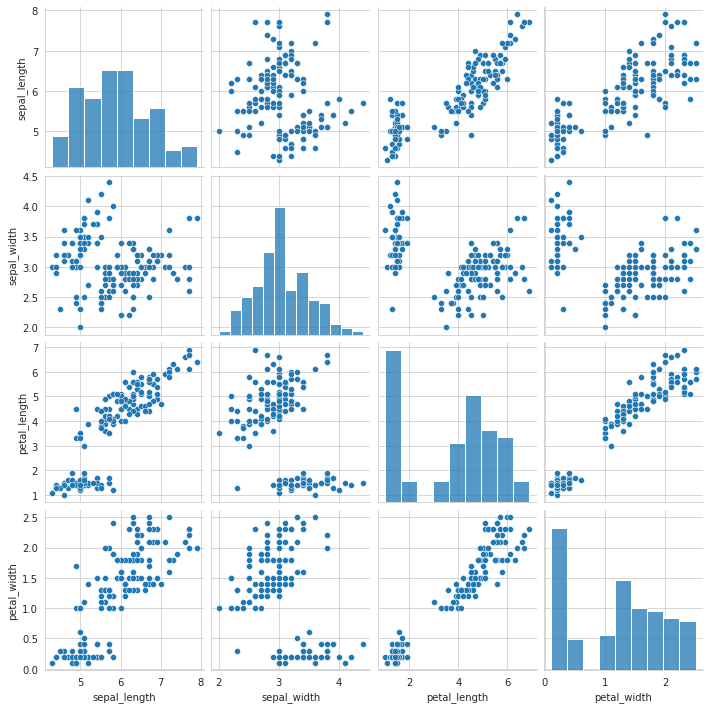 8
7
6
5
sepal_length
4.5
4.0
3.5
3.0
2.5
2.0
sepal_width
7
6
5
4
3
2
1
petal_length
2.5
2.0
1.5
1.0
0.5
0.0
petal_width
5 6 7 8
sepal_length
2 3 4
sepal_width
2 4 6
petal_length
0 1 2
petal_width